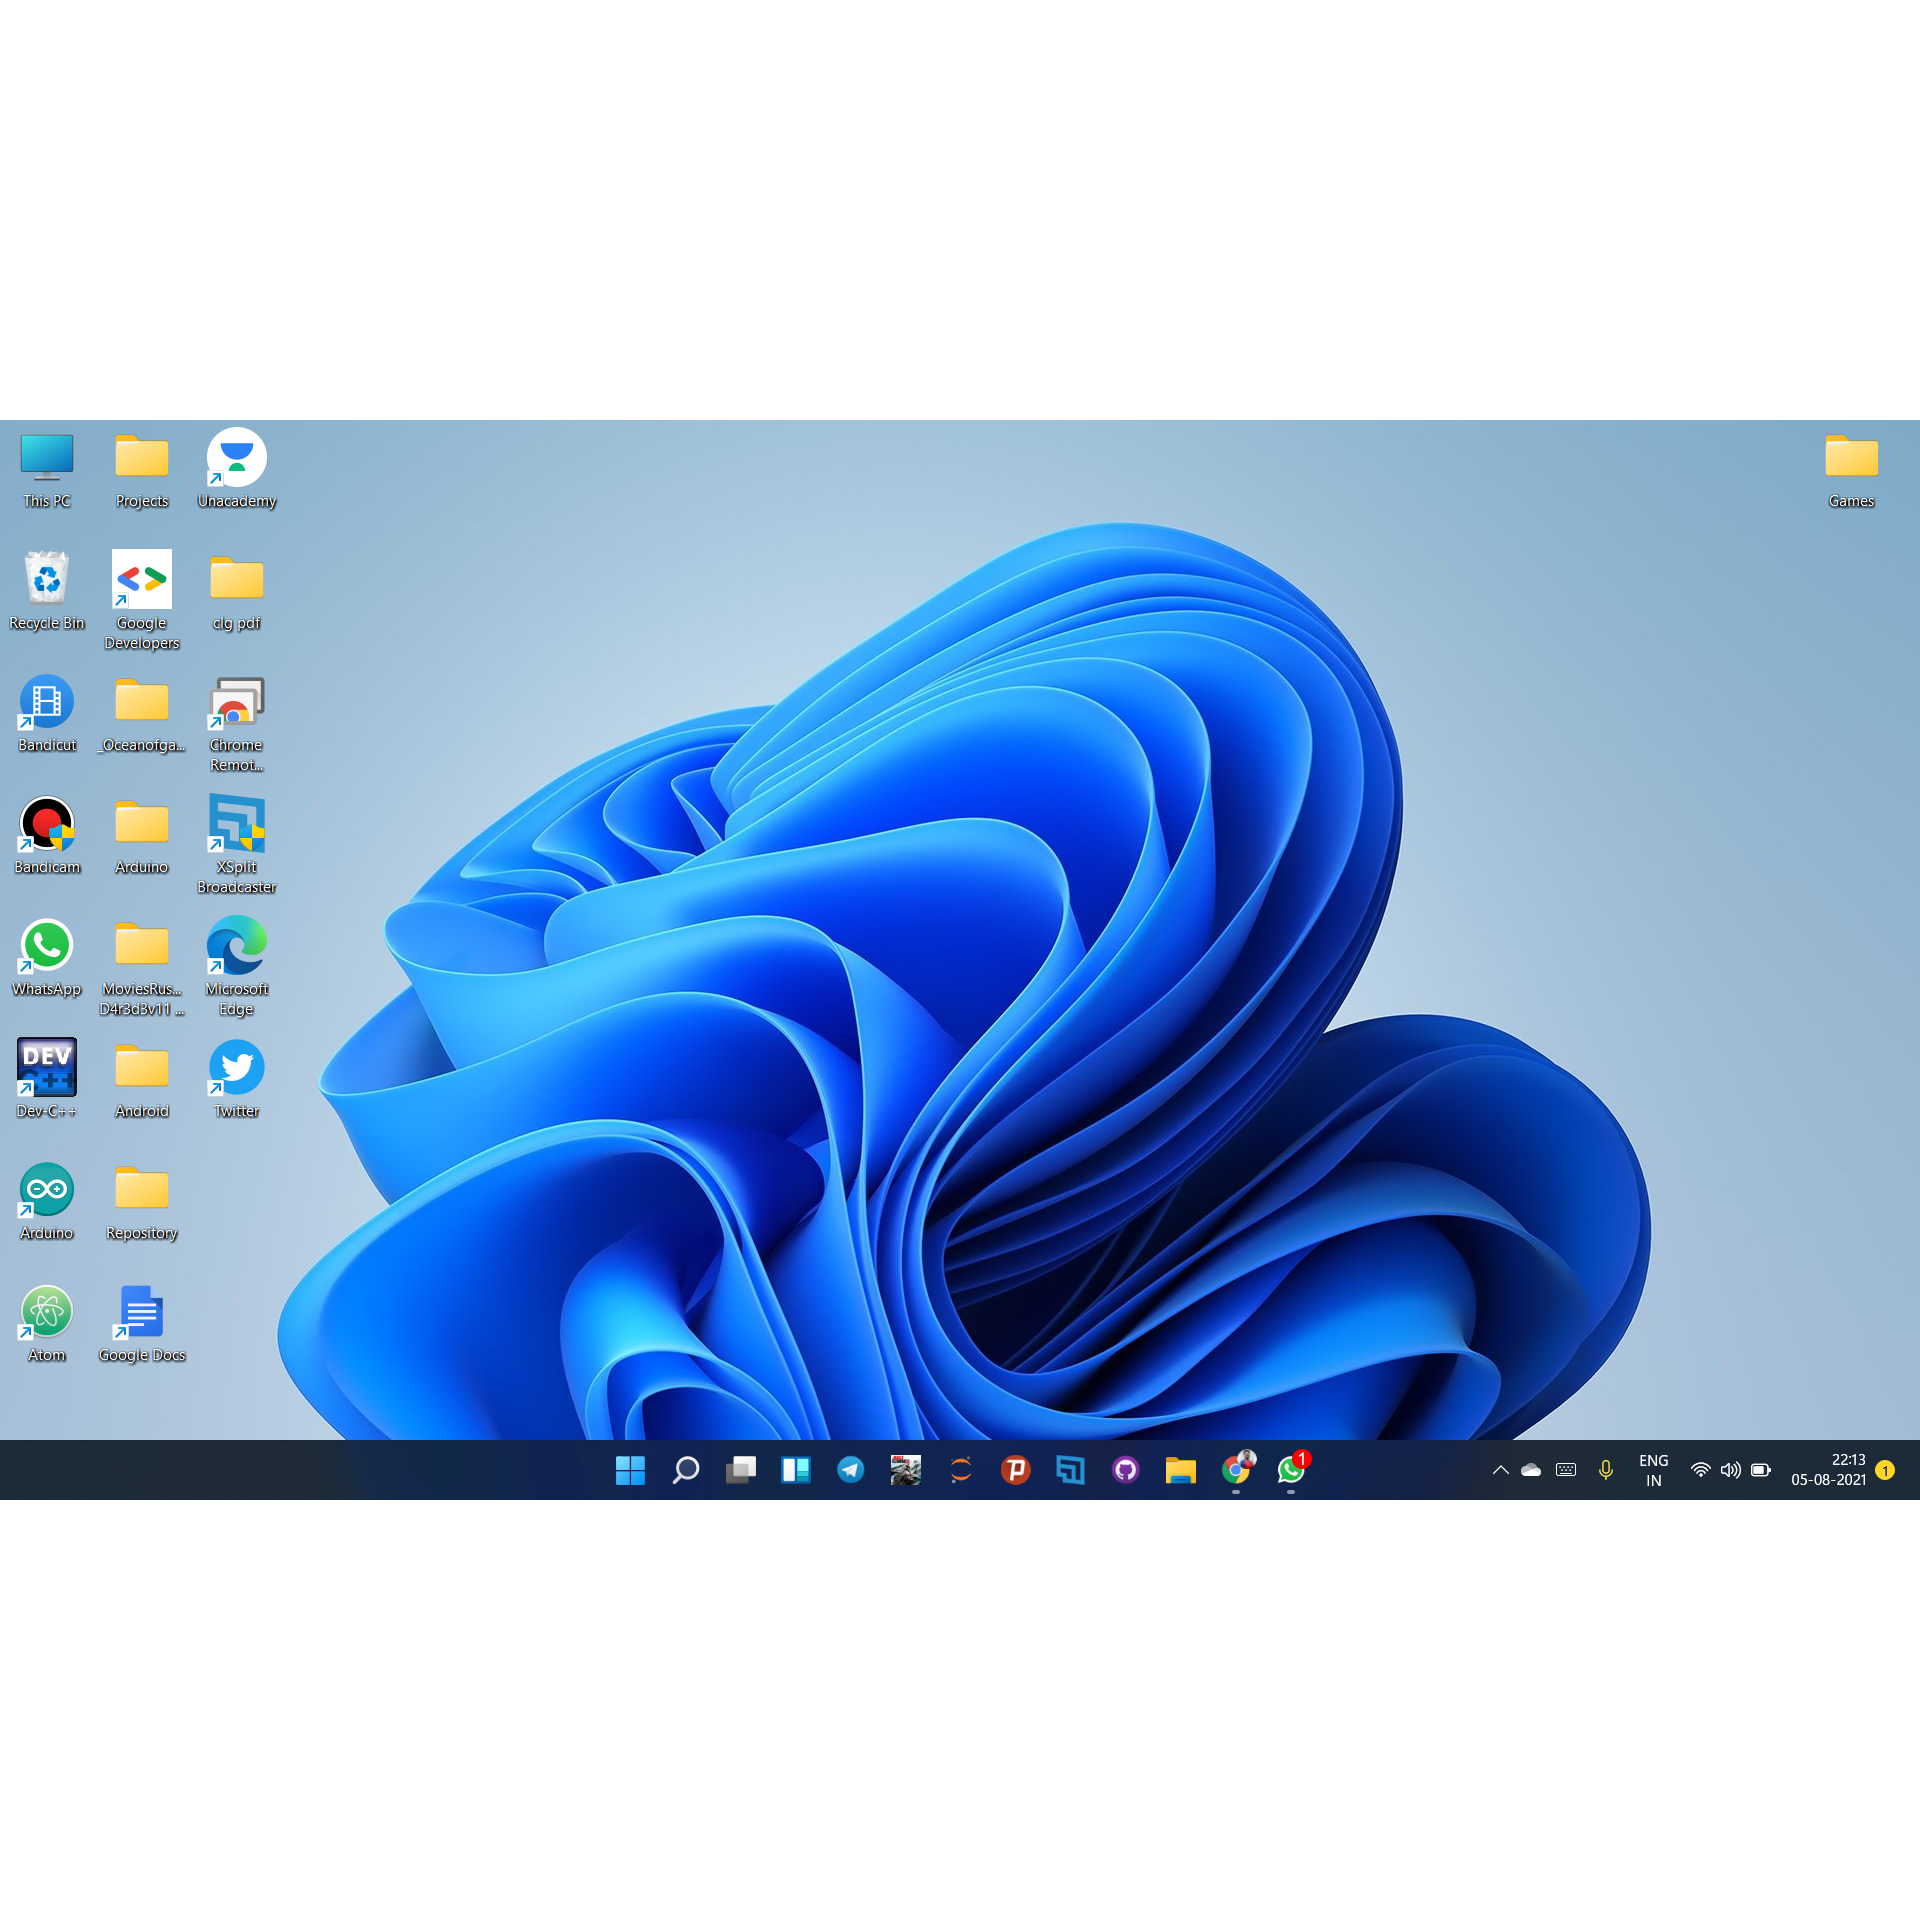 This PC
Projects
Unacademy
Games
Recycle Bin
Google
Developers
clg pdf
Bandicut
_Oceanofga...
Chrome
Remot...
Bandicam
Arduino
XSplit
Broadcaster
WhatsApp
MoviesRus...
D4r3d3v11 ...
Microsoft
Edge
DEV
C++
Dev-C++
Android
Twitter
Arduino
Repository
Atom
Google Docs
1
ENG
IN
22:13
05-08-2021
1